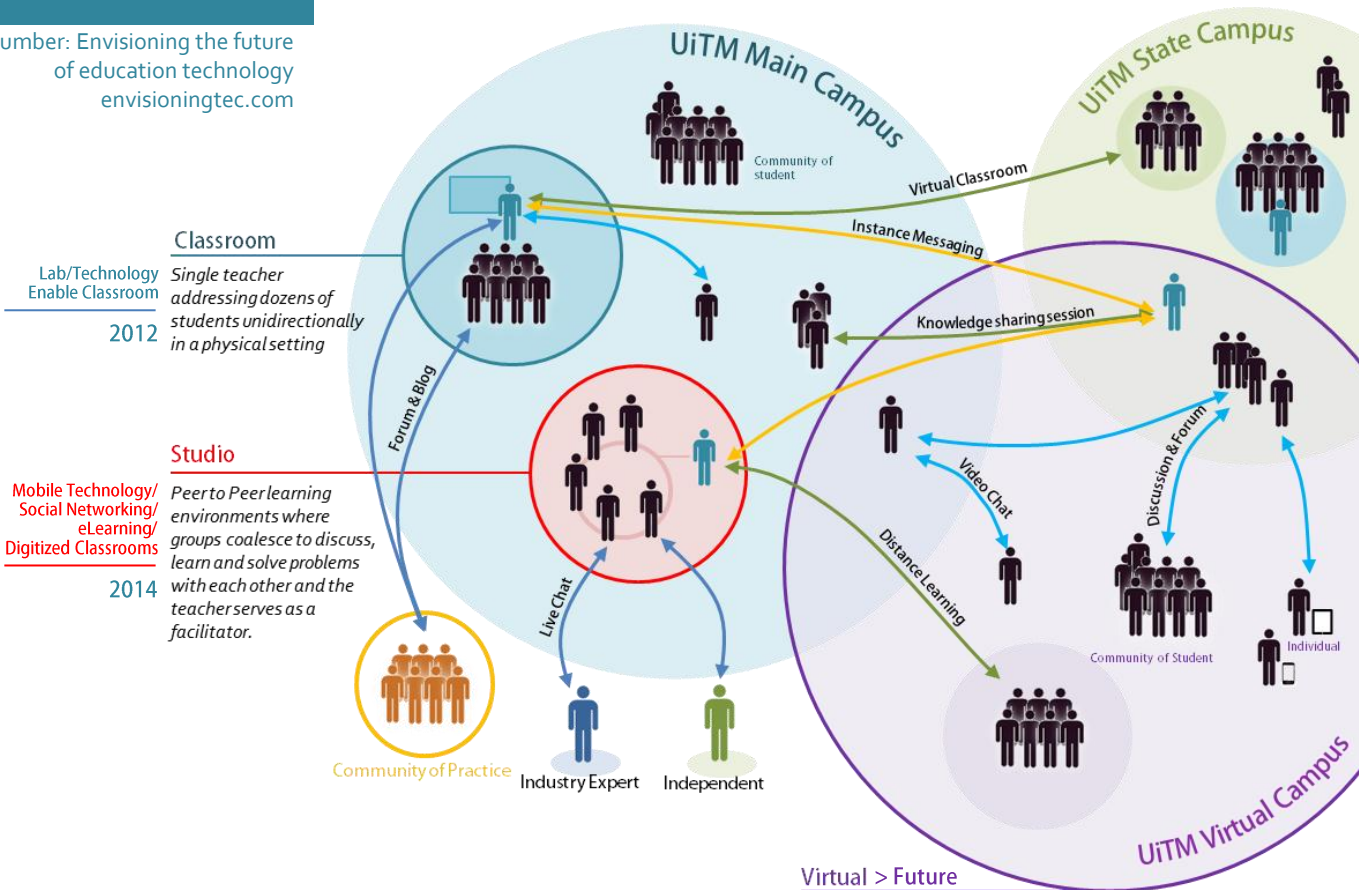 umber: Envisioning the future
of education technology
envisioningtec.com
UiTM Main Campus
UiTM State Campus
Community of
student
Virtual Classroom
Instance Messaging
Classroom
Lab/Technology
Enable Classroom
2012
Single teacher
addressing dozens of
students unidirectionally
in a physical setting
Knowledge sharing session
Forum & Blog
Studio
Mobile Technology/
Social Networking/
eLearning/
Digitized Classrooms
2014
Peer to Peer learning
environments where
groups coalesce to discuss,
learn and solve problems
with each other and the
teacher serves as a
facilitator.
Video Chat
Discussion & Forum
Distance Learning
Live Chat
Community of Student
Individual
Community of Practice
Industry Expert
Independent
UiTM Virtual Campus
Virtual > Future